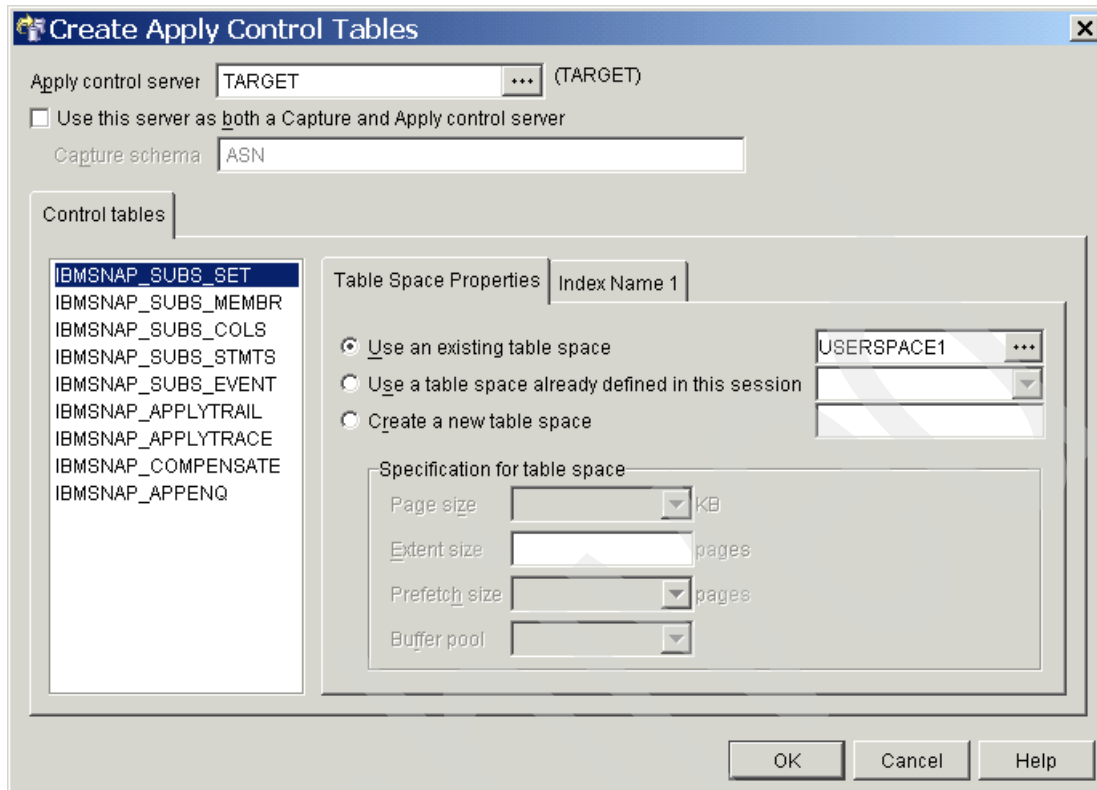 Create Apply Control Tables
Apply control server TARGET ... (TARGET)
Use this server as both a Capture and Apply control server
Capture schema ASN
Control tables
IBMSNAP_SUBS_SET
IBMSNAP_SUBS_MEMBR
IBMSNAP_SUBS_COLS
IBMSNAP_SUBS_STMTS
IBMSNAP_SUBS_EVENT
IBMSNAP_APPLYTRAIL
IBMSNAP_APPLYTRACE
IBMSNAP_COMPENSATE
IBMSNAP_APPENQ
Table Space Properties Index Name 1
Use an existing table space USERSPACE1 ...
Use a table space already defined in this session
Create a new table space
Specification for table space
Page size KB
Extent size pages
Prefetch size pages
Buffer pool
OK Cancel Help